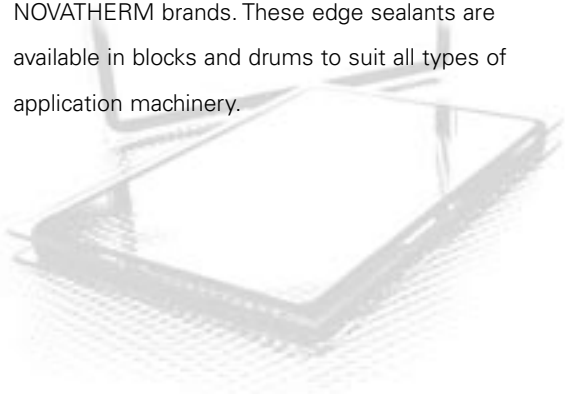 NOVATHERM brands. These edge sealants are
available in blocks and drums to suit all types of
application machinery.